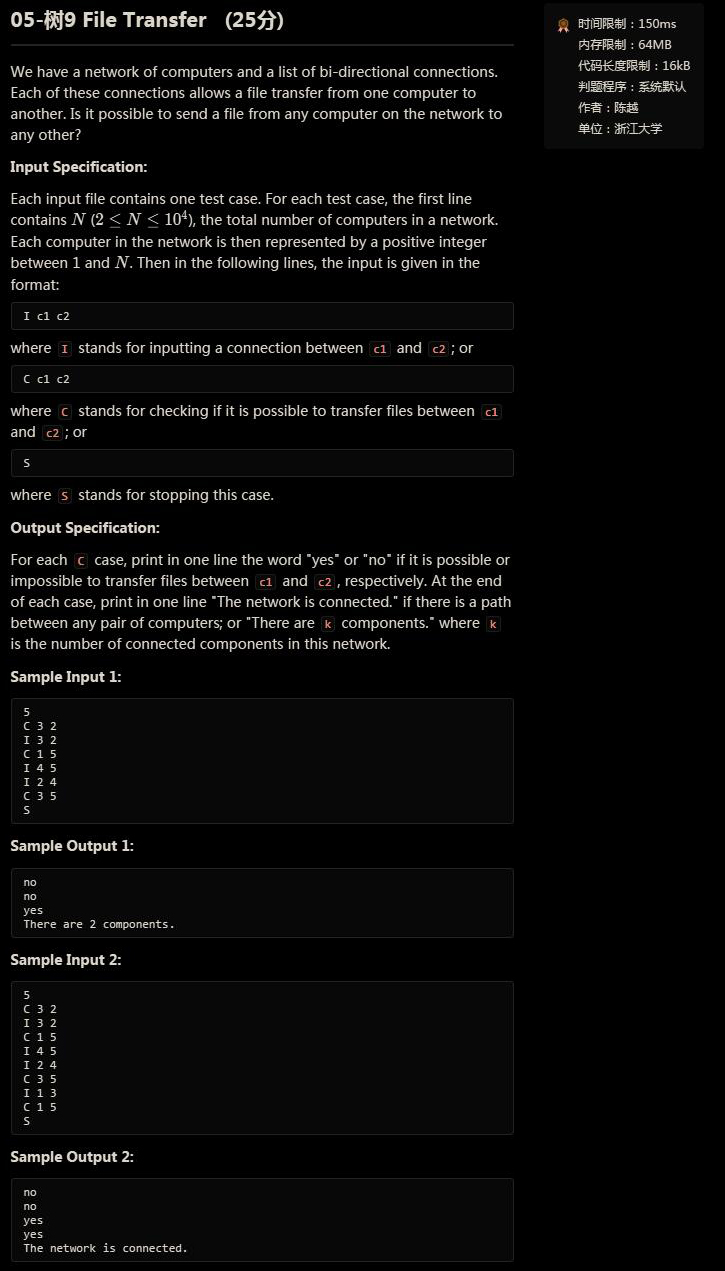 05-树9 File Transfer (25分)
时间限制：150ms
内存限制：64MB
代码长度限制：16kB
判题程序：系统默认
作者：陈越
单位：浙江大学
We have a network of computers and a list of bi-directional connections.
Each of these connections allows a file transfer from one computer to
another. Is it possible to send a file from any computer on the network to
any other?
Input Specification:
Each input file contains one test case. For each test case, the first line
contains N (2 ≤ N ≤ 10⁴), the total number of computers in a network.
Each computer in the network is then represented by a positive integer
between 1 and N. Then in the following lines, the input is given in the
format:
I c1 c2
where I stands for inputting a connection between c1 and c2; or
C c1 c2
where C stands for checking if it is possible to transfer files between c1
and c2; or
S
where S stands for stopping this case.
Output Specification:
For each C case, print in one line the word "yes" or "no" if it is possible or
impossible to transfer files between c1 and c2, respectively. At the end
of each case, print in one line "The network is connected." if there is a path
between any pair of computers; or "There are k components." where k
is the number of connected components in this network.
Sample Input 1:
5
C 3 2
I 3 2
C 1 5
I 4 5
I 2 4
C 3 5
S
Sample Output 1:
no
no
yes
There are 2 components.
Sample Input 2:
5
C 3 2
I 3 2
C 1 5
I 4 5
I 2 4
C 3 5
I 1 3
C 1 5
S
Sample Output 2:
no
no
yes
yes
The network is connected.